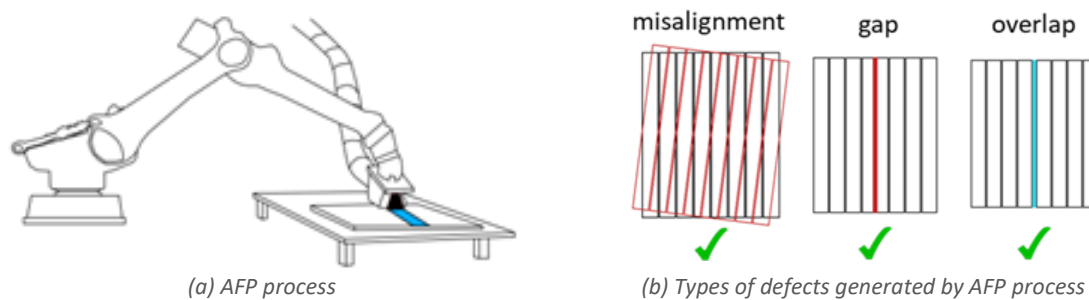 misalignment
gap
overlap
(a) AFP process
(b) Types of defects generated by AFP process